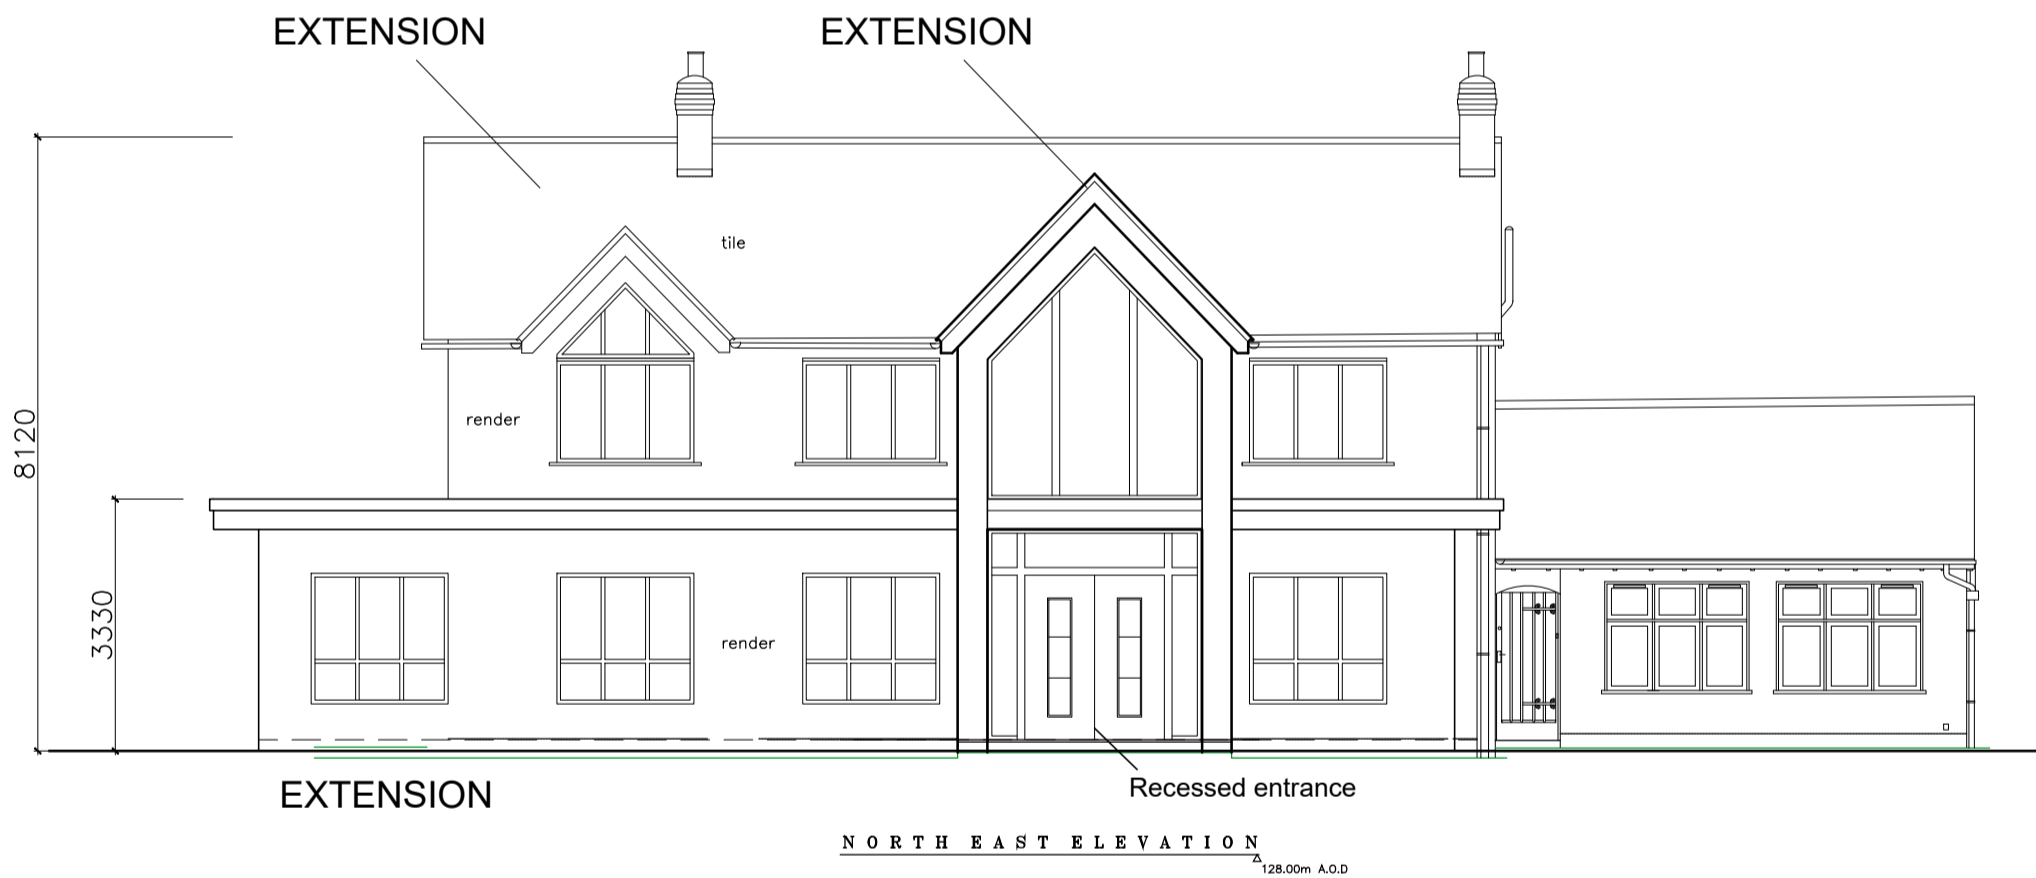 EXTENSION
EXTENSION
tile
render
8120
3330
render
EXTENSION
Recessed entrance
NORTH EAST ELEVATION
128.00m A.O.D